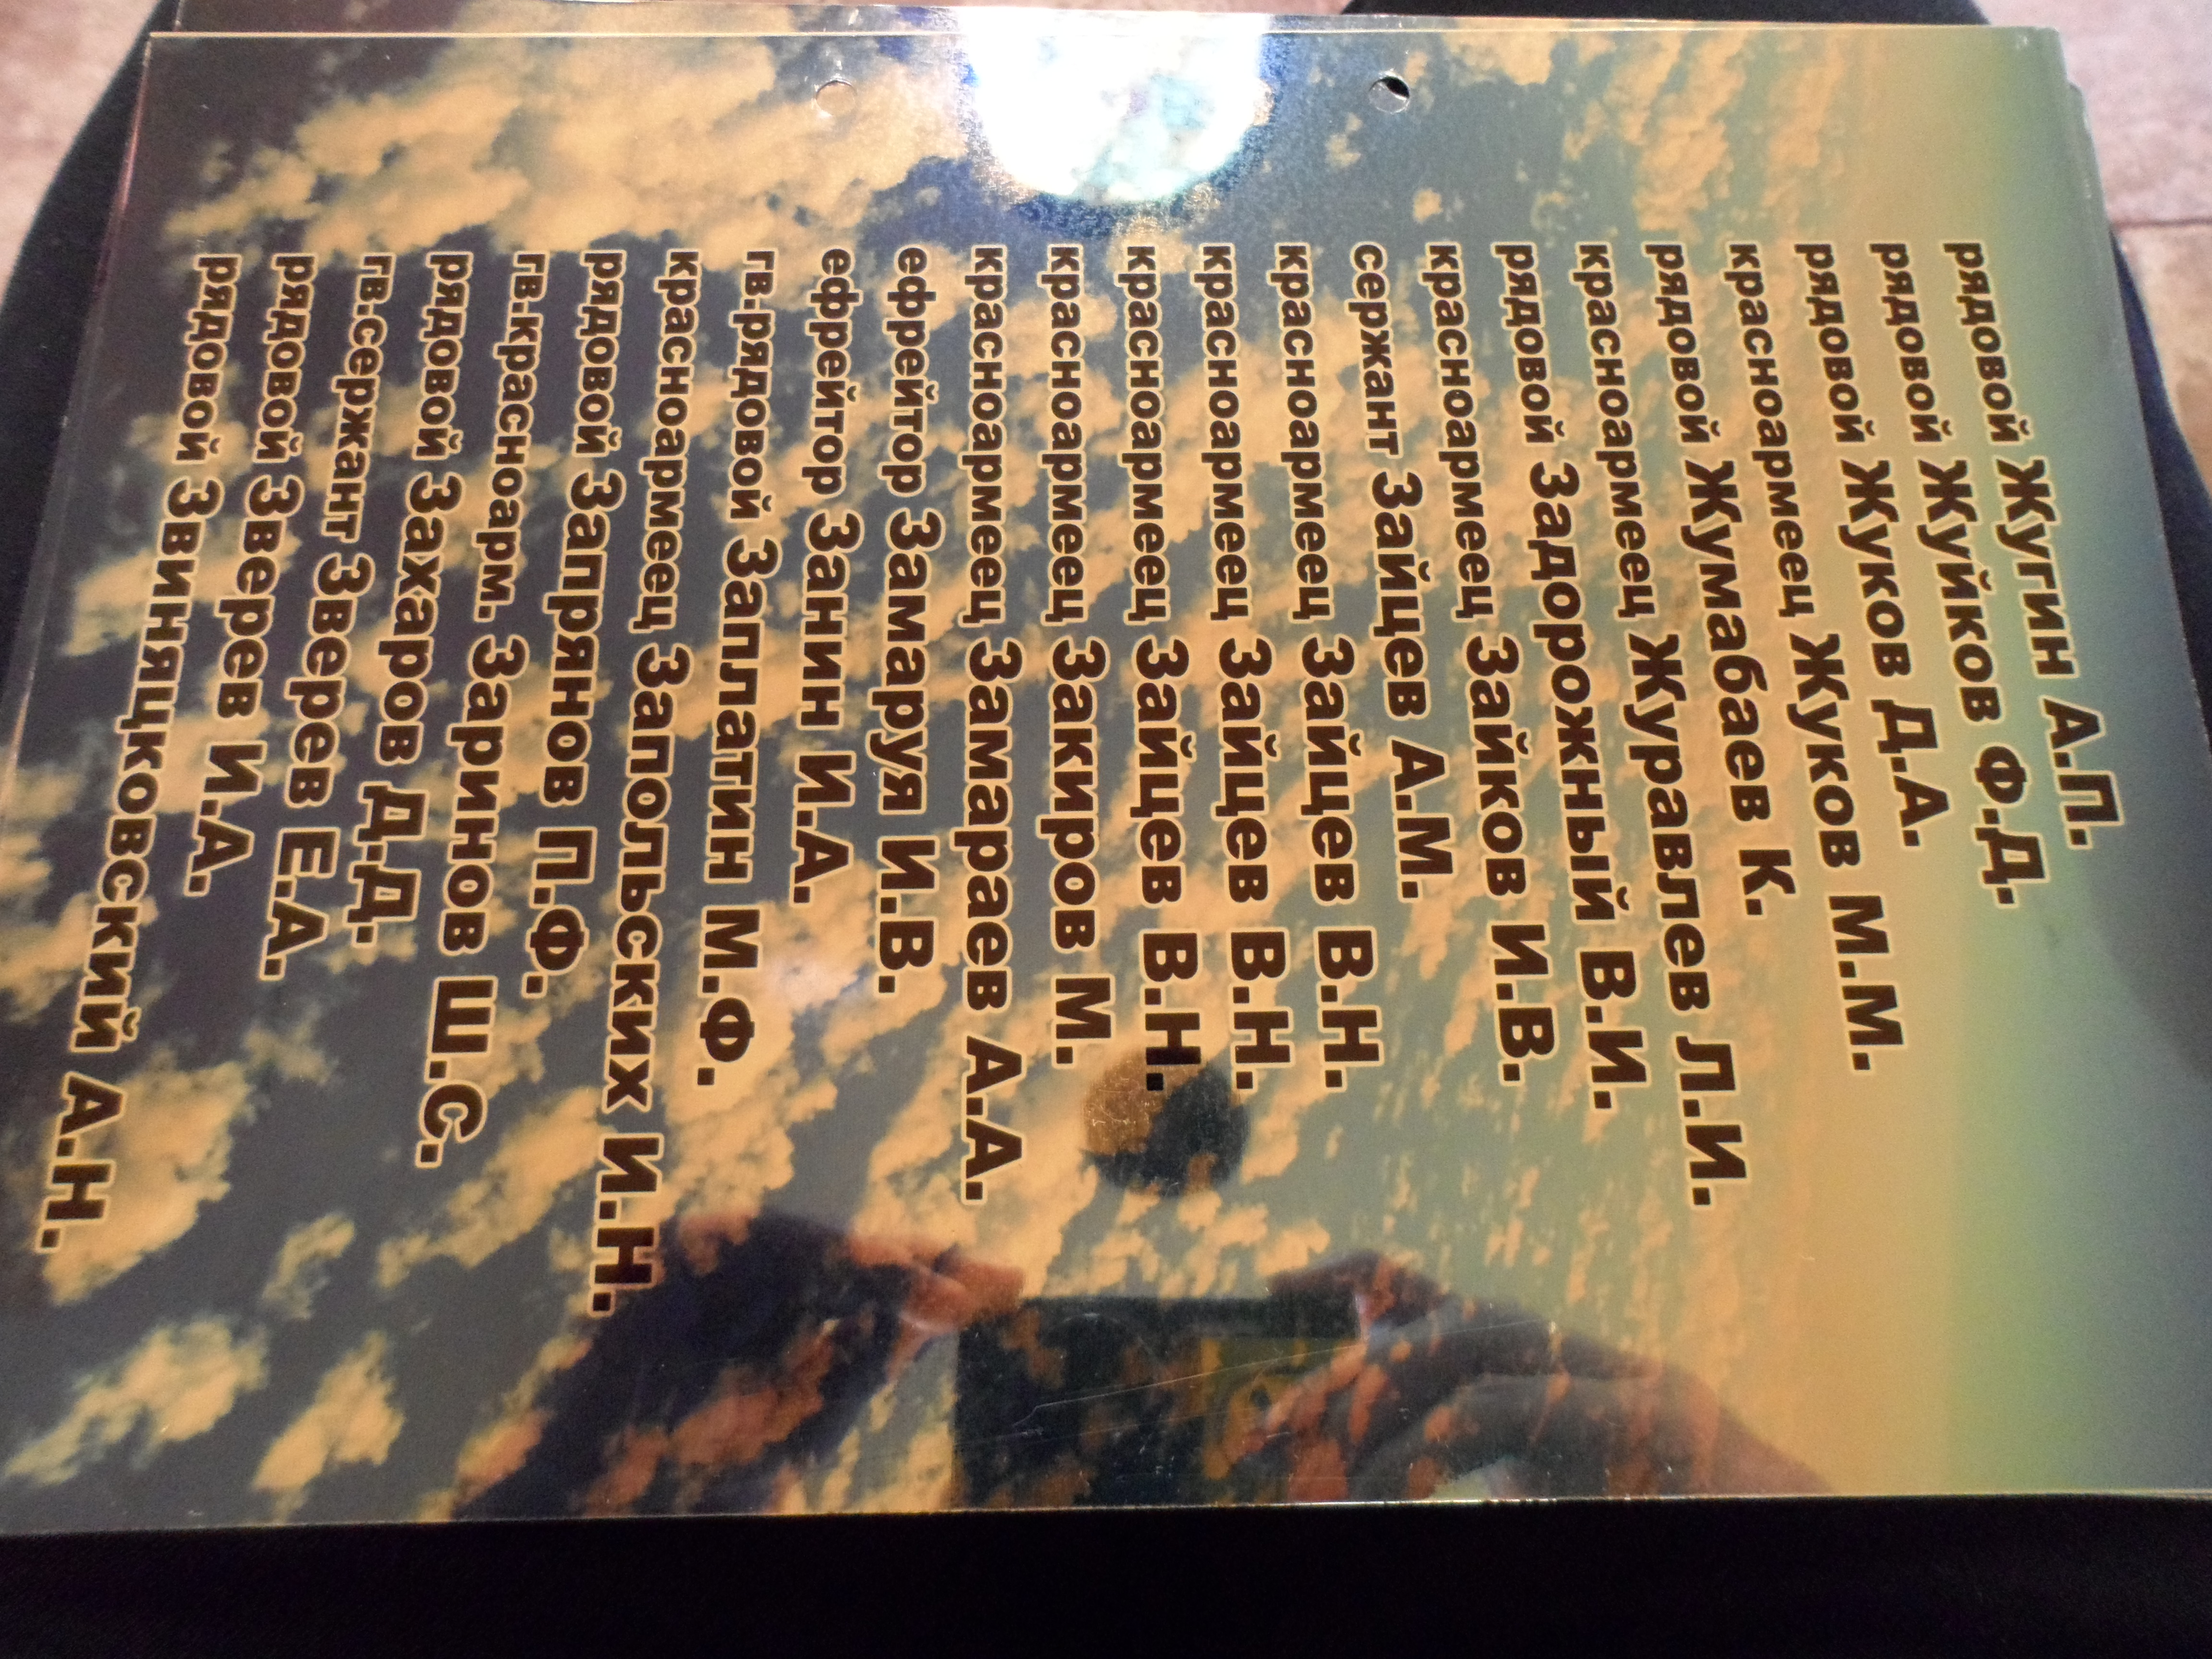 рядовой Жугин А.П.
рядовой Жуйков Ф.Д.
рядовой Жуков Д.А.
красноармеец Жуков М.М.
рядовой Жумабаев К.
красноармеец Журавлев Л.И.
рядовой Задорожный В.И.
красноармеец Зайков И.В.
сержант Зайцев А.М.
красноармеец Зайцев В.Н.
красноармеец Зайцев В.Н.
красноармеец Зайцев В.Н.
красноармеец Закиров М.
красноармеец Замараев А.А.
ефрейтор Замаруя И.В.
ефрейтор Занин И.А.
гв.рядовой Заплатин М.Ф.
красноармеец Запольских И.Н.
рядовой Запрянов П.Ф.
гв.красноарм. Заринов Ш.С.
рядовой Захаров Д.Д.
гв.сержант Зверев Е.А.
рядовой Зверев И.А.
рядовой Звиняцковский А.Н.